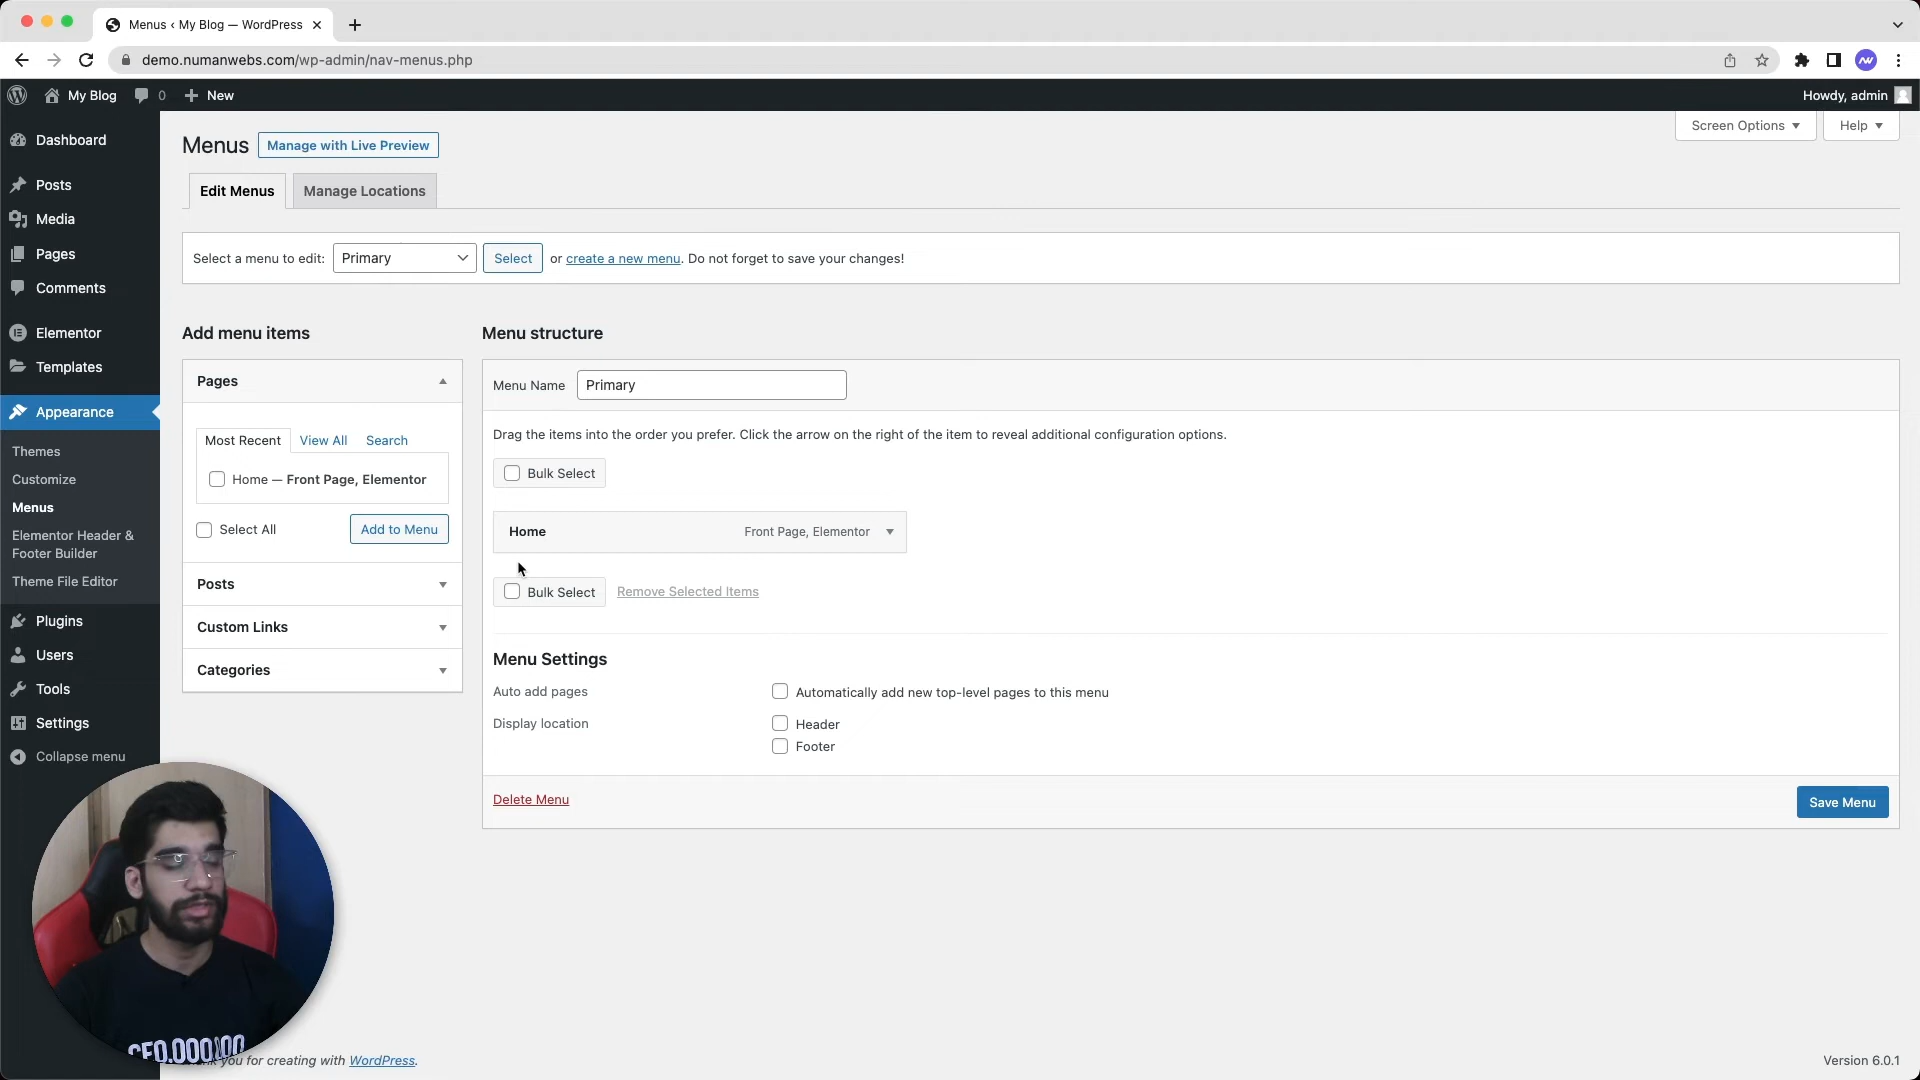 Menus ‹ My Blog — WordPress
demo.numanwebs.com/wp-admin/nav-menus.php
My Blog
0
New
Howdy, admin
Dashboard
Posts
Media
Pages
Comments
Elementor
Templates
Appearance
Themes
Customize
Menus
Elementor Header &
Footer Builder
Theme File Editor
Plugins
Users
Tools
Settings
Collapse menu
Menus
Manage with Live Preview
Screen Options
Help
Edit Menus
Manage Locations
Select a menu to edit:
Primary
Select
or create a new menu. Do not forget to save your changes!
Add menu items
Pages
Most Recent
View All
Search
Home — Front Page, Elementor
Select All
Add to Menu
Posts
Custom Links
Categories
Menu structure
Menu Name
Primary
Drag the items into the order you prefer. Click the arrow on the right of the item to reveal additional configuration options.
Bulk Select
Home
Front Page, Elementor
Bulk Select
Remove Selected Items
Menu Settings
Auto add pages
Automatically add new top-level pages to this menu
Display location
Header
Footer
Delete Menu
Save Menu
you for creating with WordPress.
Version 6.0.1